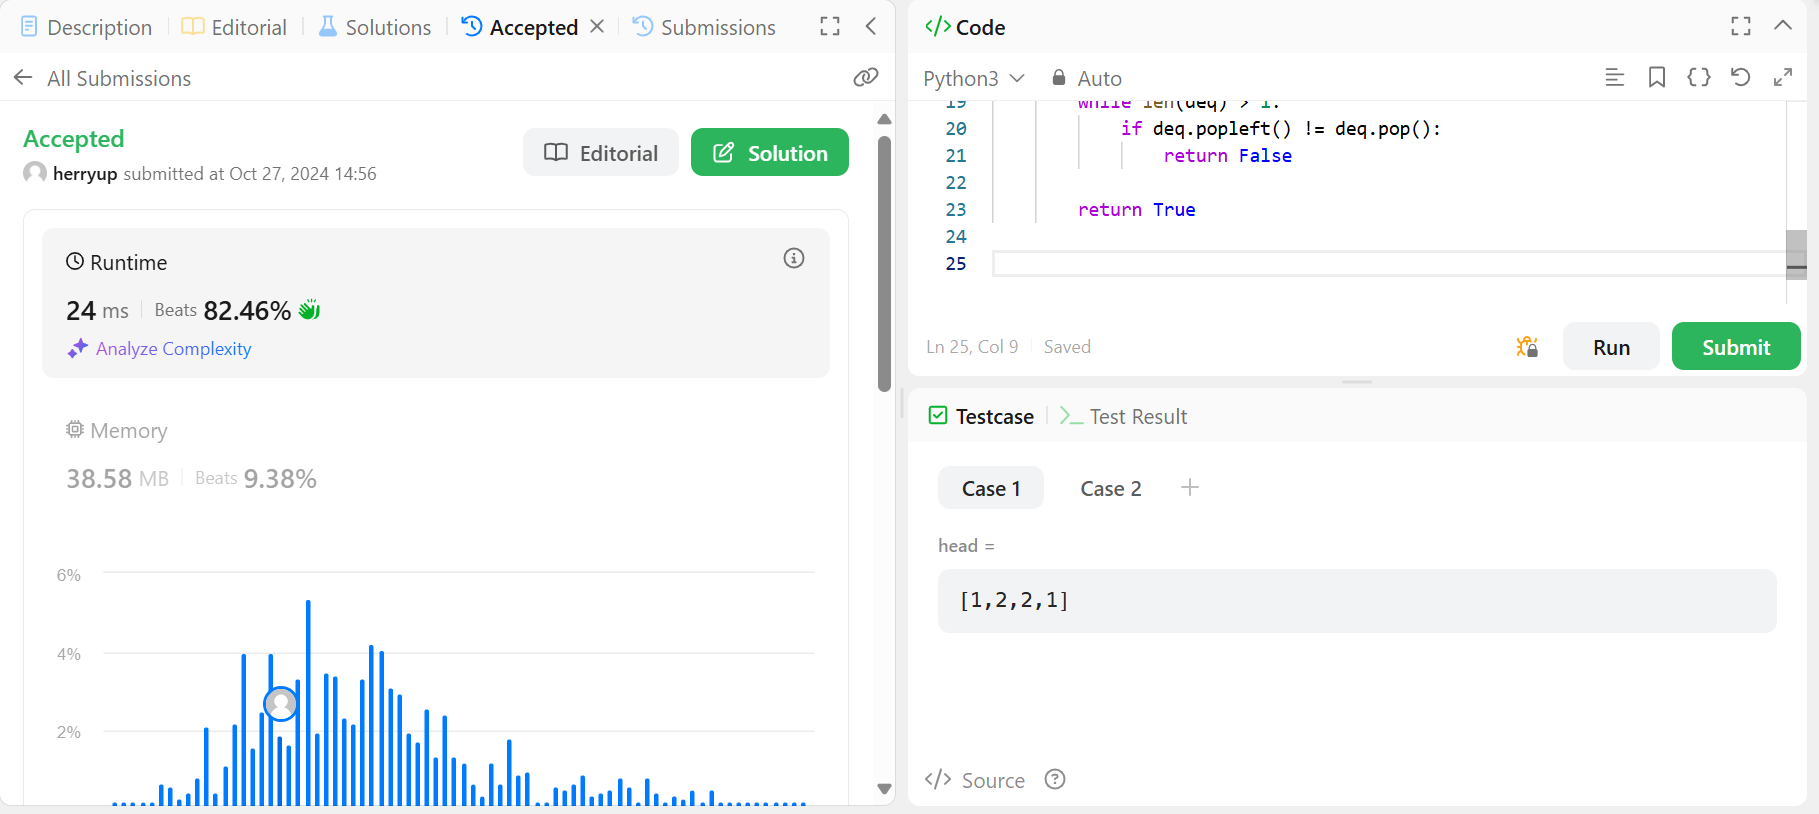 Description
Editorial
Solutions
Accepted
Submissions
All Submissions
Accepted
herryup submitted at Oct 27, 2024 14:56
Editorial
Solution
Runtime
24 ms
Beats 82.46%
Analyze Complexity
Memory
38.58 MB
Beats 9.38%
6%
4%
2%
Code
Python3
Auto
19 while len(deq) > 1:
20 if deq.popleft() != deq.pop():
21 return False
22
23 return True
24
25
Ln 25, Col 9
Saved
Run
Submit
Testcase
Test Result
Case 1
Case 2
head =
[1,2,2,1]
</> Source